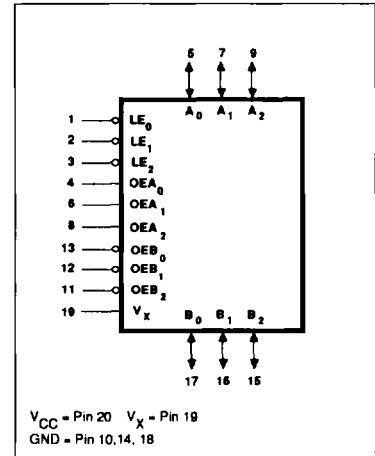 5 7 9
A0 A1 A2
1 LE0
2 LE1
3 LE2
4 OEA0
6 OEA1
8 OEA2
13 OEB0
12 OEB1
11 OEB2
19 VX
B0 B1 B2
17 16 15
VCC = Pin 20 VX = Pin 19
GND = Pin 10,14, 18